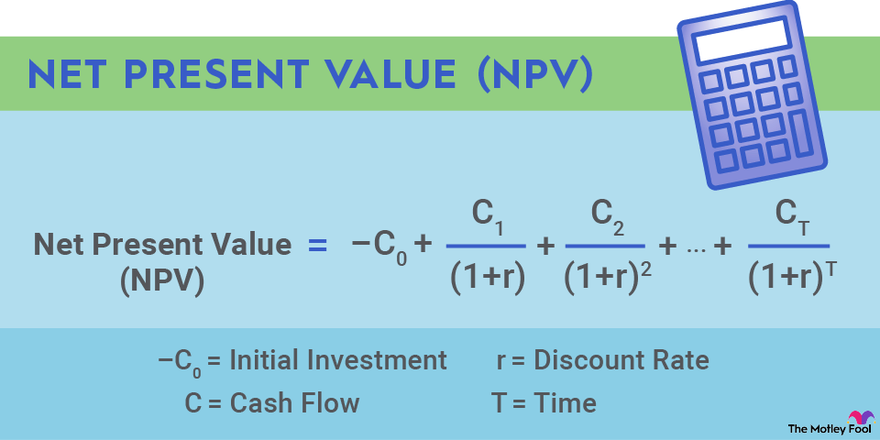 NET PRESENT VALUE (NPV)
Net Present Value (NPV) = −C₀ + C₁/(1+r) + C₂/(1+r)² + ... + C_T/(1+r)ᵀ
−C₀ = Initial Investment
r = Discount Rate
C = Cash Flow
T = Time
The Motley Fool